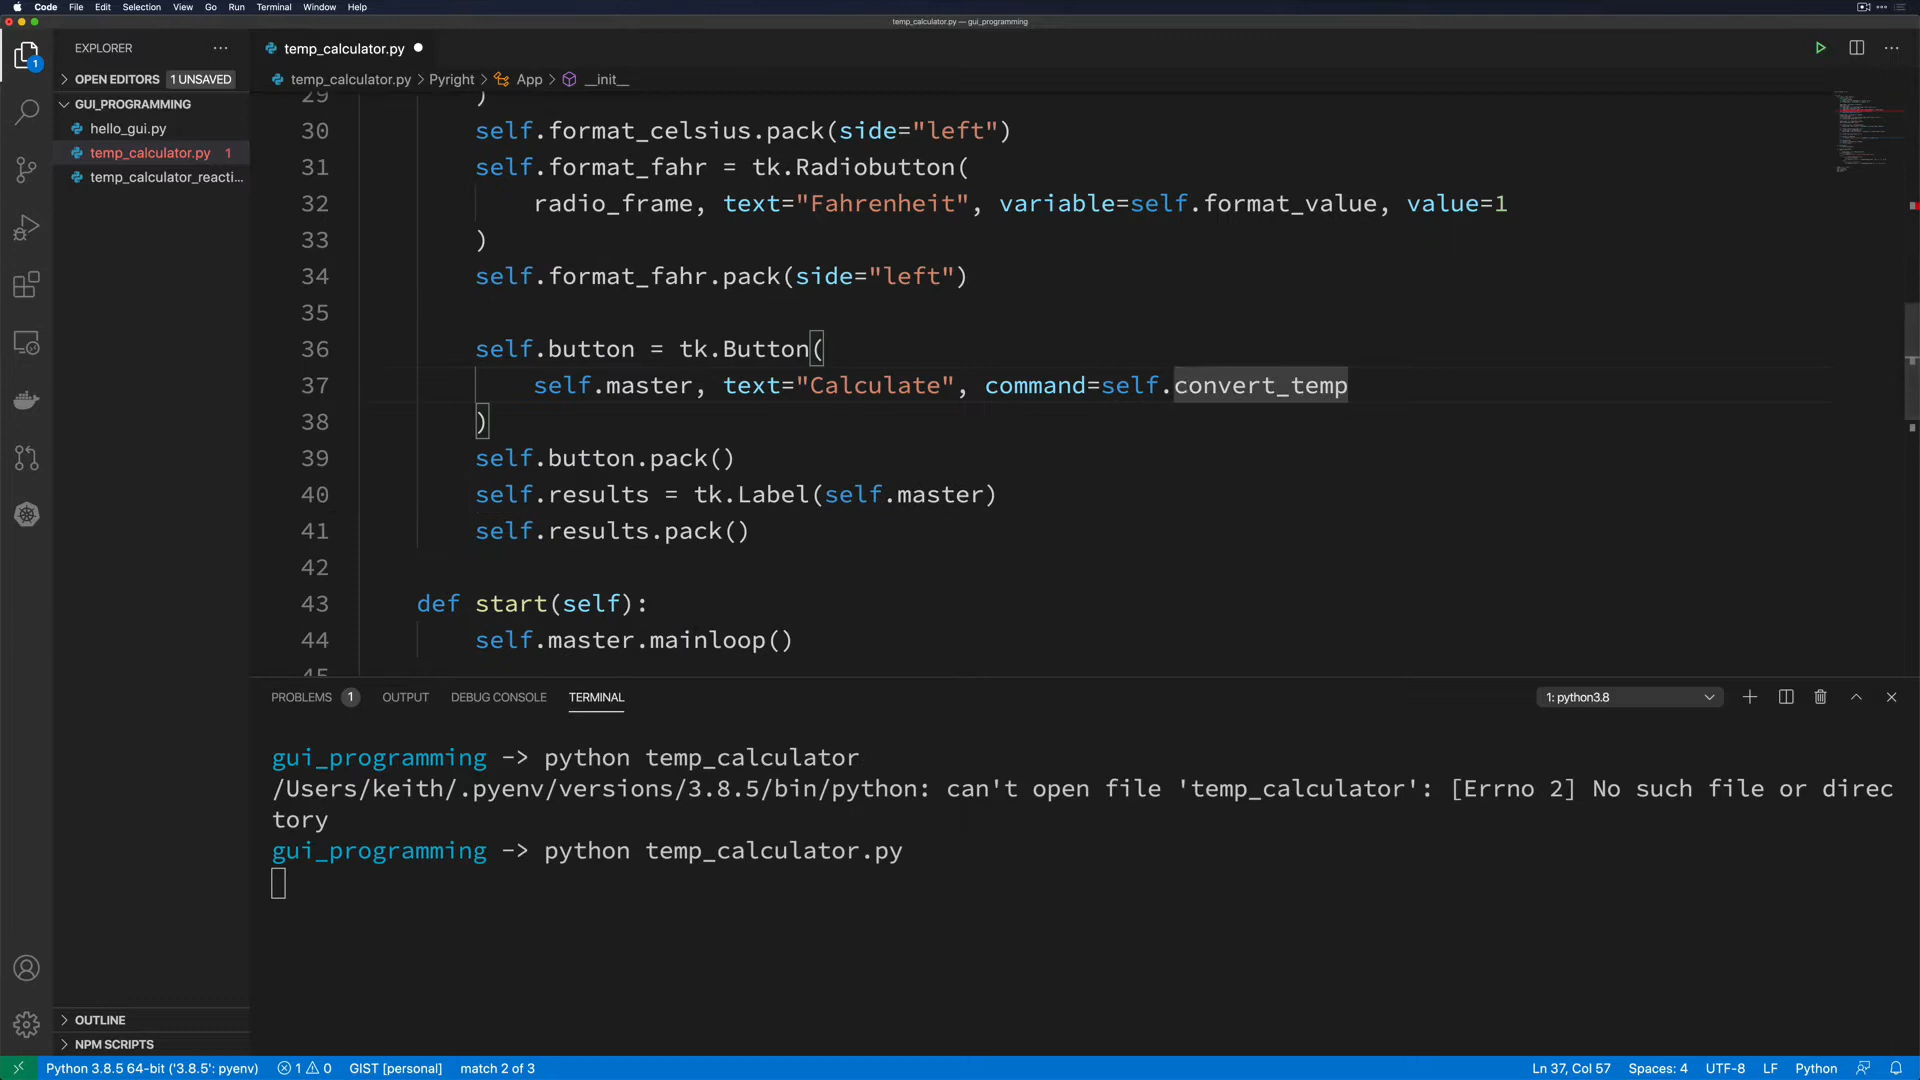 Code File Edit Selection View Go Run Terminal Window Help
temp_calculator.py — gui_programming
EXPLORER
temp_calculator.py
OPEN EDITORS 1 UNSAVED
temp_calculator.py > Pyright > App > __init__
GUI_PROGRAMMING
hello_gui.py
temp_calculator.py 1
temp_calculator_reacti...
1
29 )
30 self.format_celsius.pack(side="left")
31 self.format_fahr = tk.Radiobutton(
32 radio_frame, text="Fahrenheit", variable=self.format_value, value=1
33 )
34 self.format_fahr.pack(side="left")
35
36 self.button = tk.Button(
37 self.master, text="Calculate", command=self.convert_temp
38 )
39 self.button.pack()
40 self.results = tk.Label(self.master)
41 self.results.pack()
42
43 def start(self):
44 self.master.mainloop()
45
PROBLEMS 1 OUTPUT DEBUG CONSOLE TERMINAL 1: python3.8
gui_programming -> python temp_calculator
/Users/keith/.pyenv/versions/3.8.5/bin/python: can't open file 'temp_calculator': [Errno 2] No such file or direc
tory
gui_programming -> python temp_calculator.py
OUTLINE
NPM SCRIPTS
Python 3.8.5 64-bit ('3.8.5': pyenv) 1 0 GIST [personal] match 2 of 3 Ln 37, Col 57 Spaces: 4 UTF-8 LF Python